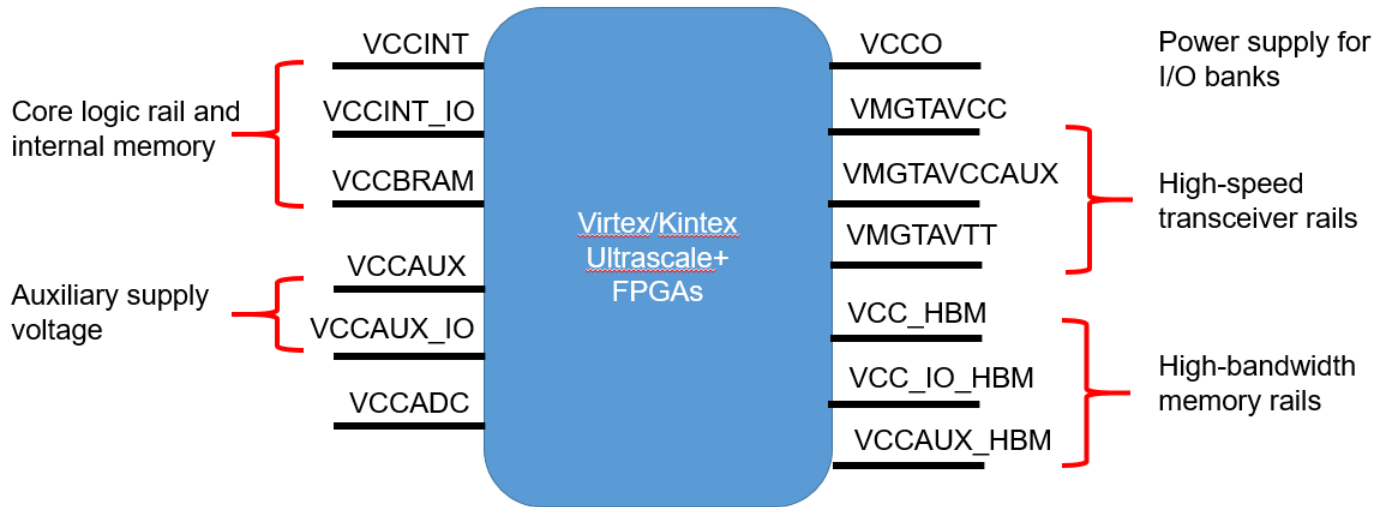 VCCINT
VCCINT_IO
VCCBRAM
Core logic rail and
internal memory
VCCAUX
VCCAUX_IO
Auxiliary supply
voltage
VCCADC
Virtex/Kintex
Ultrascale+
FPGAs
VCCO
Power supply for
I/O banks
VMGTAVCC
VMGTAVCCAUX
VMGTAVTT
High-speed
transceiver rails
VCC_HBM
VCC_IO_HBM
VCCAUX_HBM
High-bandwidth
memory rails